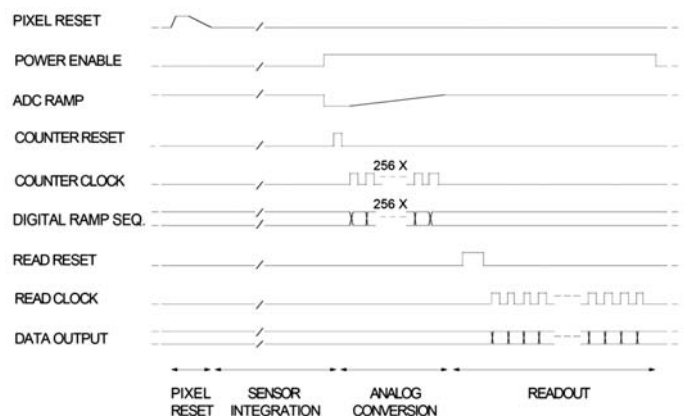 PIXEL RESET
POWER ENABLE
ADC RAMP
COUNTER RESET
256 X
COUNTER CLOCK
256 X
DIGITAL RAMP SEQ.
READ RESET
READ CLOCK
DATA OUTPUT
PIXEL RESET
SENSOR INTEGRATION
ANALOG CONVERSION
READOUT